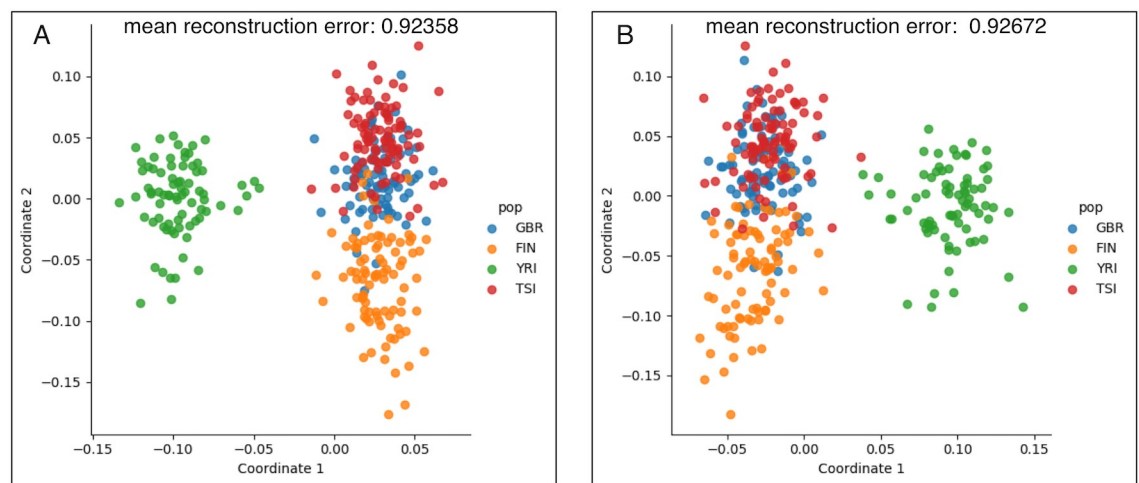 A
mean reconstruction error: 0.92358
0.10
0.05
0.00
−0.05
−0.10
−0.15
Coordinate 2
−0.15 −0.10 −0.05 0.00 0.05
Coordinate 1
pop
GBR
FIN
YRI
TSI
B
mean reconstruction error: 0.92672
0.10
0.05
0.00
−0.05
−0.10
−0.15
Coordinate 2
−0.05 0.00 0.05 0.10 0.15
Coordinate 1
pop
GBR
FIN
YRI
TSI